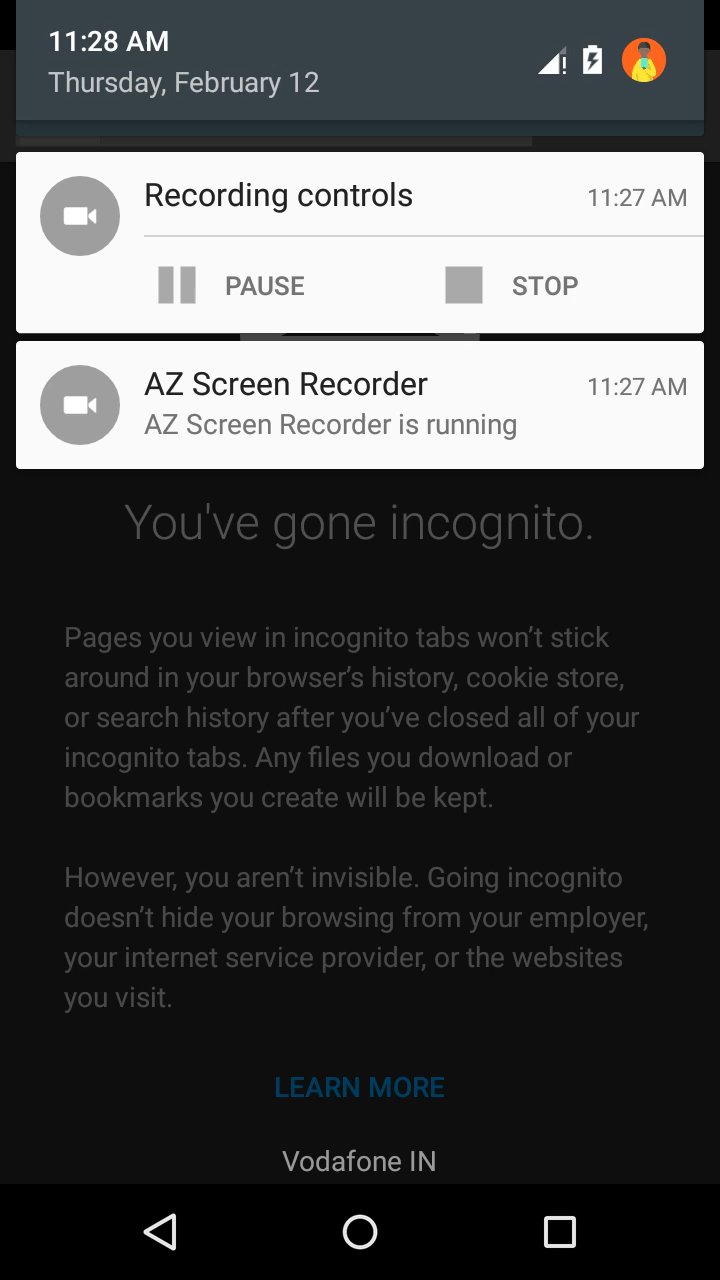 11:28 AM
Thursday, February 12
Recording controls 11:27 AM
PAUSE STOP
AZ Screen Recorder 11:27 AM
AZ Screen Recorder is running
You've gone incognito.
Pages you view in incognito tabs won’t stick
around in your browser’s history, cookie store,
or search history after you’ve closed all of your
incognito tabs. Any files you download or
bookmarks you create will be kept.
However, you aren’t invisible. Going incognito
doesn’t hide your browsing from your employer,
your internet service provider, or the websites
you visit.
LEARN MORE
Vodafone IN